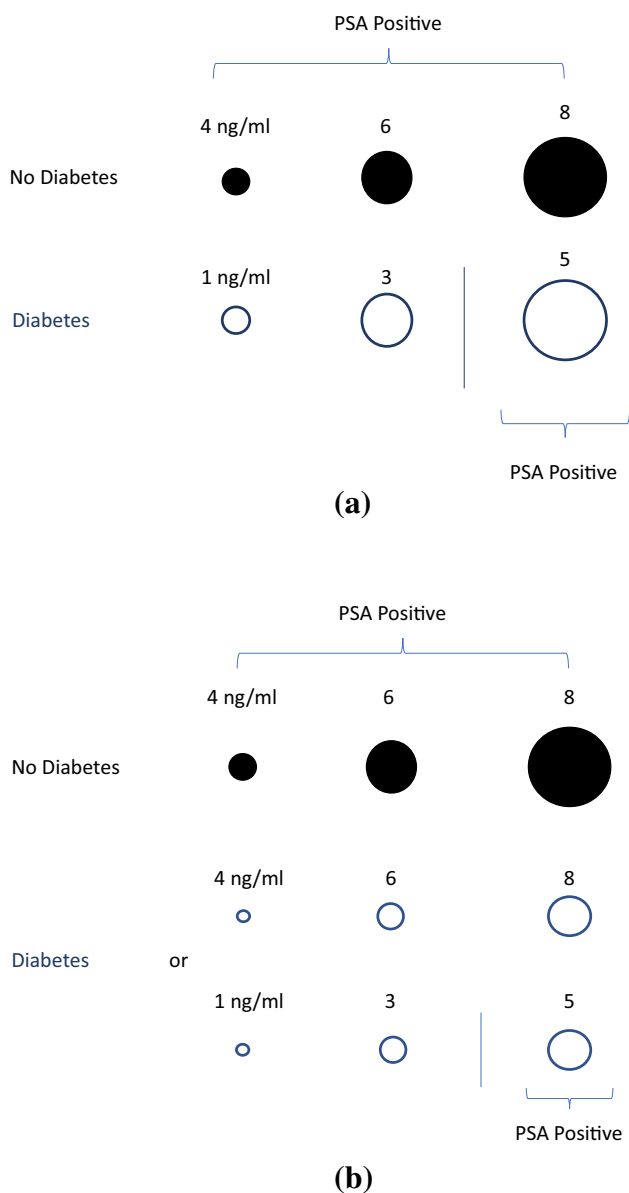 PSA Positive
4 ng/ml 6 8
No Diabetes
1 ng/ml 3 5
Diabetes
PSA Positive
(a)
PSA Positive
4 ng/ml 6 8
No Diabetes
4 ng/ml 6 8
Diabetes or
1 ng/ml 3 5
PSA Positive
(b)